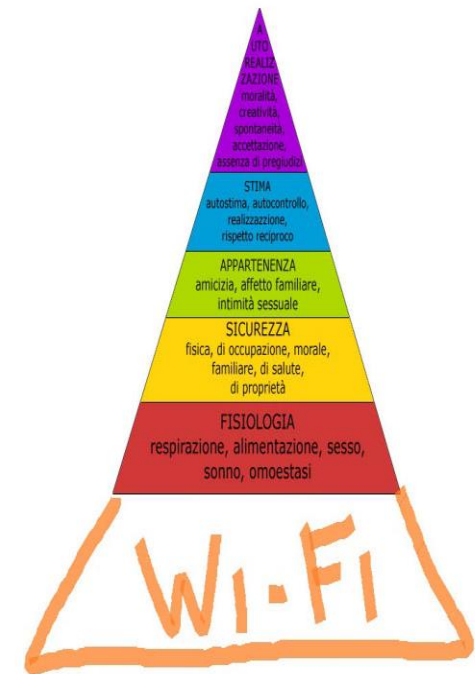 A
UTO
REALIZ
ZAZIONE
moralità,
creatività,
spontaneità,
accettazione,
assenza di pregiudizi
STIMA
autostima, autocontrollo,
realizzazzione,
rispetto reciproco
APPARTENENZA
amicizia, affetto familiare,
intimità sessuale
SICUREZZA
fisica, di occupazione, morale,
familiare, di salute,
di proprietà
FISIOLOGIA
respirazione, alimentazione, sesso,
sonno, omoestasi
WI-FI